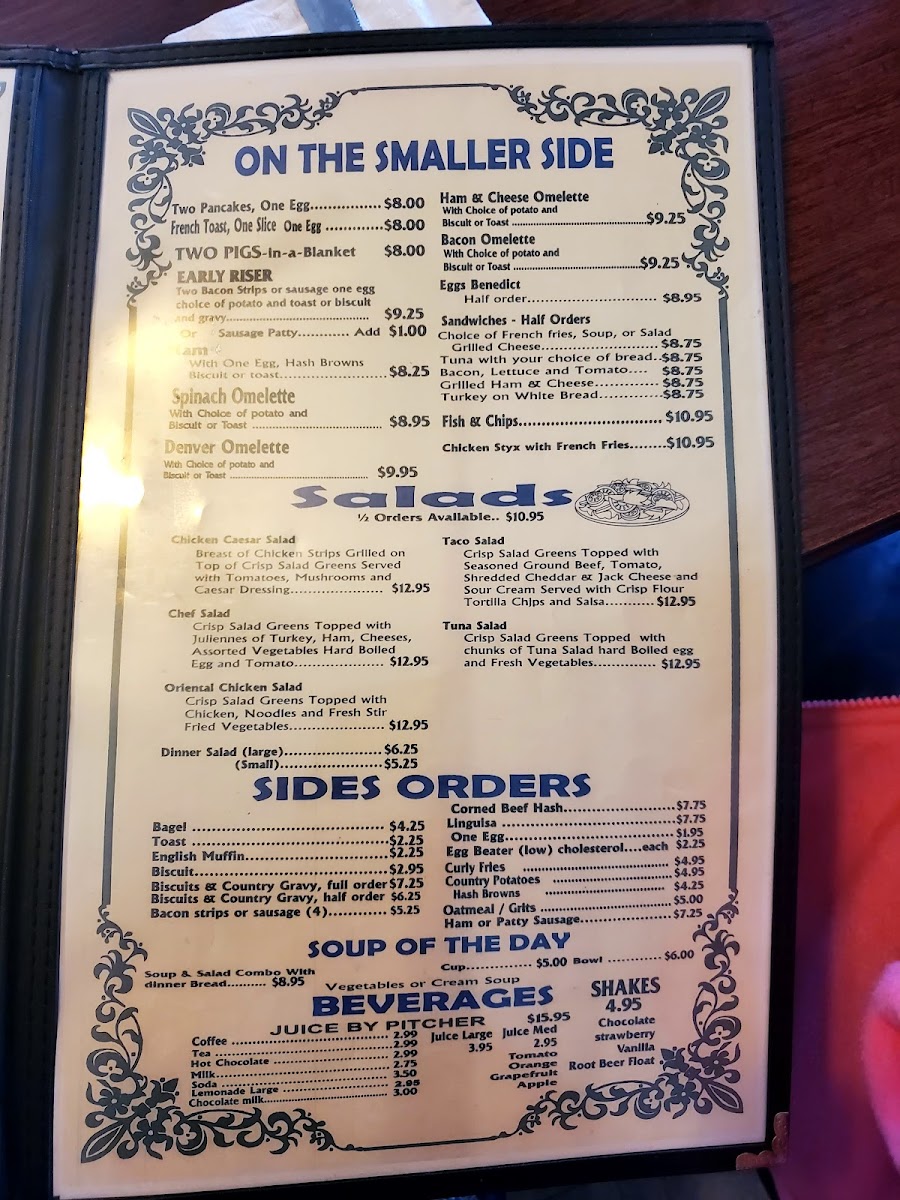 ON THE SMALLER SIDE
Two Pancakes, One Egg................$8.00
French Toast, One Slice One Egg .............$8.00
TWO PIGS-in-a-Blanket $8.00
EARLY RISER
Two Bacon Strips or sausage one egg
choice of potato and toast or biscuit
and gravy.......................................... $9.25
Or Sausage Patty........... Add $1.00
With One Egg, Hash Browns
Biscuit or toast..........................$8.25
Spinach Omelette
With Choice of potato and
Biscuit or Toast ....................................... $8.95
Denver Omelette
With Choice of potato and
Biscuit or Toast .......................................... $9.95
Ham & Cheese Omelette
With Choice of potato and
Biscuit or Toast ........................................$9.25
Bacon Omelette
With Choice of potato and
Biscuit or Toast ........................................$9.25
Eggs Benedict
Half order.............................. $8.95
Sandwiches - Half Orders
Choice of French fries, Soup, or Salad
Grilled Cheese...........................$8.75
Tuna with your choice of bread..$8.75
Bacon, Lettuce and Tomato.... $8.75
Grilled Ham & Cheese.............$8.75
Turkey on White Bread............$8.75
Fish & Chips.................................. $10.95
Chicken Styx with French Fries........$10.95
Salads
½ Orders Available.. $10.95
Chicken Caesar Salad
Breast of Chicken Strips Grilled on
Top of Crisp Salad Greens Served
with Tomatoes, Mushrooms and
Caesar Dressing.................... $12.95
Chef Salad
Crisp Salad Greens Topped with
Juliennes of Turkey, Ham, Cheeses,
Assorted Vegetables Hard Boiled
Egg and Tomato...................$12.95
Oriental Chicken Salad
Crisp Salad Greens Topped with
Chicken, Noodles and Fresh Stir
Fried Vegetables.................... $12.95
Dinner Salad (large)......................$6.25
(Small).......................$5.25
Taco Salad
Crisp Salad Greens Topped with
Seasoned Ground Beef, Tomato,
Shredded Cheddar & Jack Cheese and
Sour Cream Served with Crisp Flour
Tortilla Chips and Salsa...........$12.95
Tuna Salad
Crisp Salad Greens Topped with
chunks of Tuna Salad hard Boiled egg
and Fresh Vegetables............. $12.95
SIDES ORDERS
Bagel ...................................... $4.25
Toast ........................................$2.25
English Muffin............................$2.25
Biscuit......................................$2.95
Biscuits & Country Gravy, full order$7.25
Biscuits & Country Gravy, half order $6.25
Bacon strips or sausage (4)........... $5.25
Corned Beef Hash.........................$7.75
Linguisa ........................................$7.75
One Egg........................................$1.95
Egg Beater (low) cholesterol....each $2.25
Curly Fries ................................ $4.95
Country Potatoes ...............................$4.95
Hash Browns .......................... $4.25
Oatmeal / Grits ............................... $5.00
Ham or Patty Sausage.....................$7.25
SOUP OF THE DAY
Soup & Salad Combo With
dinner Bread.......... $8.95
Cup............... $5.00 Bowl ............. $6.00
Vegetables or Cream Soup
BEVERAGES
JUICE BY PITCHER $15.95
Coffee ........................................ 2.99
Tea ............................................. 2.99
Hot Chocolate ............................. 2.99
Milk............................................. 2.75
Soda ........................................... 3.50
Lemonade Large ........................ 2.95
Chocolate milk............................. 3.00
Juice Large
3.95
Juice Med
2.95
Tomato
Orange
Grapefruit
Apple
SHAKES
4.95
Chocolate
strawberry
Vanilla
Root Beer Float